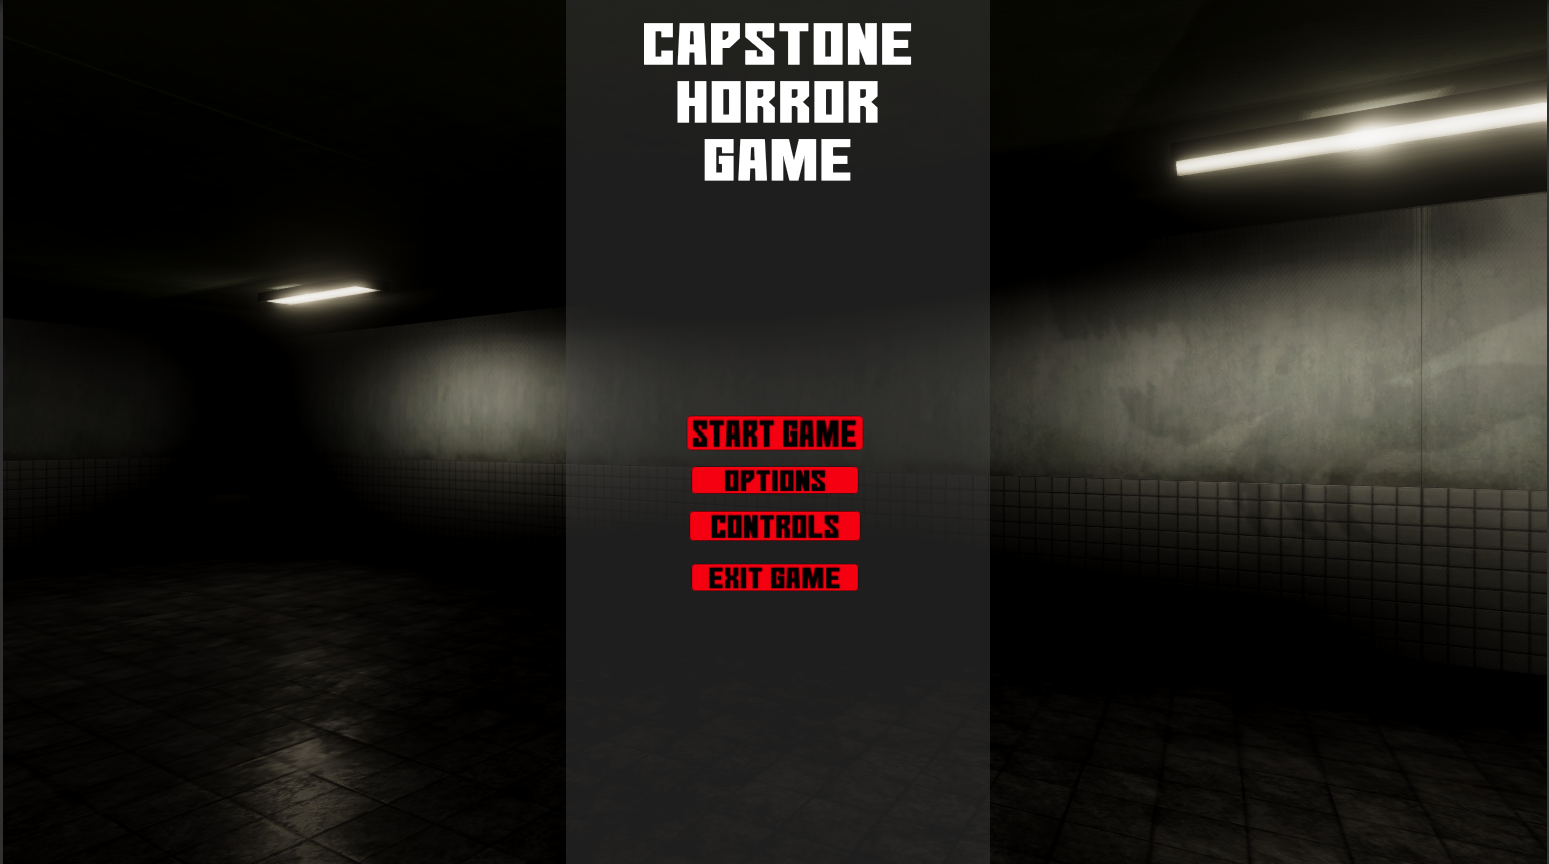 CAPSTONE
HORROR
GAME
START GAME
OPTIONS
CONTROLS
EXIT GAME